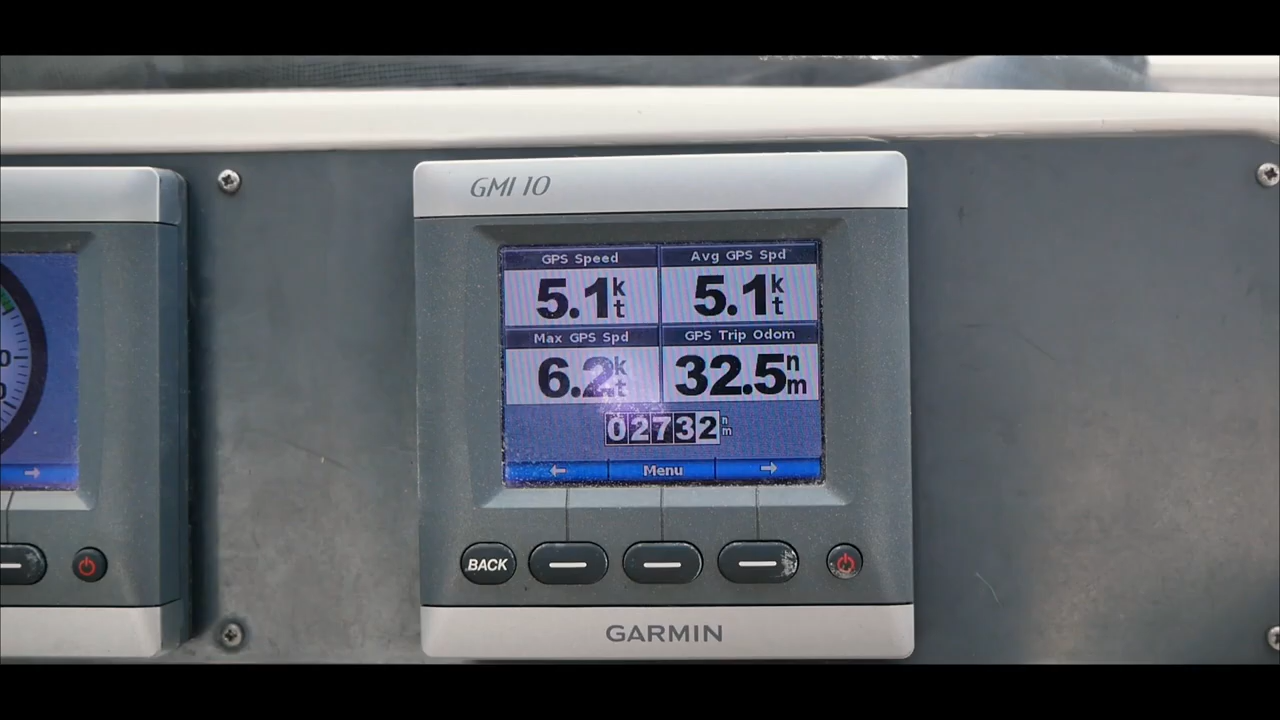 GMI 10
GPS Speed
5.1kt
Avg GPS Spd
5.1kt
Max GPS Spd
6.2kt
GPS Trip Odom
32.5nm
02732nm
← Menu →
→
BACK
GARMIN